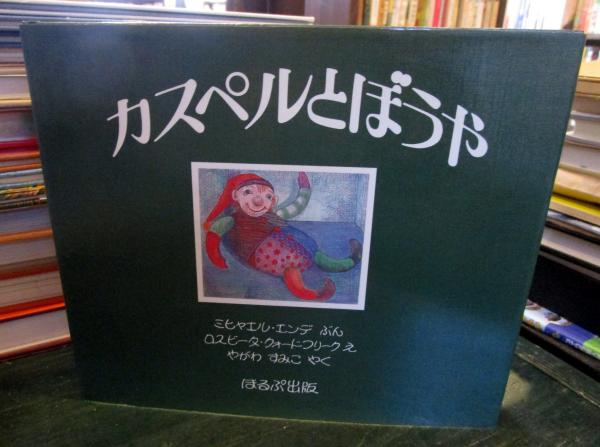 カスペルとぼうや
ミヒャエル・エンデ ぶん
ロスビータ・クォードフリーク え
やがわ すみこ やく
ほるぷ出版